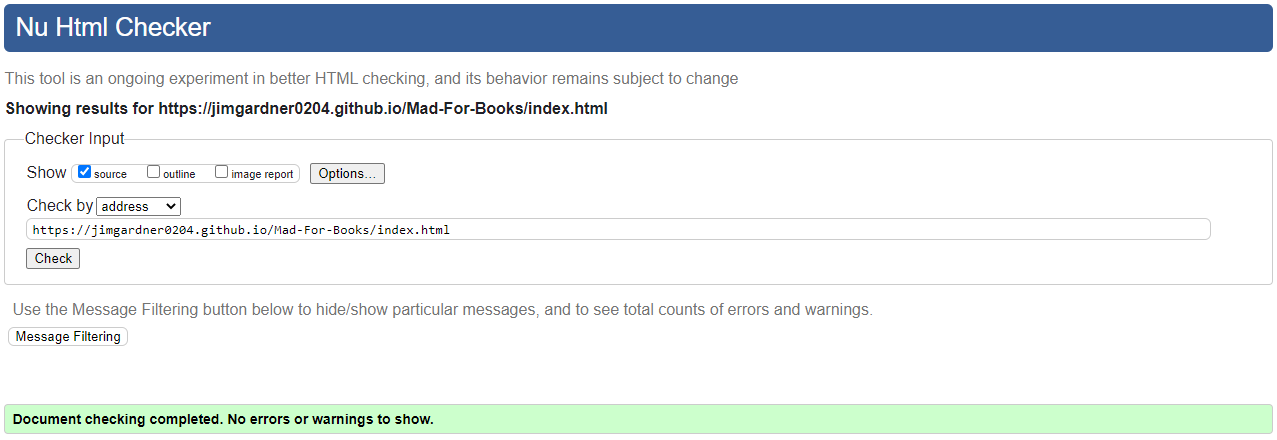 Nu Html Checker
This tool is an ongoing experiment in better HTML checking, and its behavior remains subject to change
Showing results for https://jimgardner0204.github.io/Mad-For-Books/index.html
Checker Input
Show source outline image report Options...
Check by address
https://jimgardner0204.github.io/Mad-For-Books/index.html
Check
Use the Message Filtering button below to hide/show particular messages, and to see total counts of errors and warnings.
Message Filtering
Document checking completed. No errors or warnings to show.